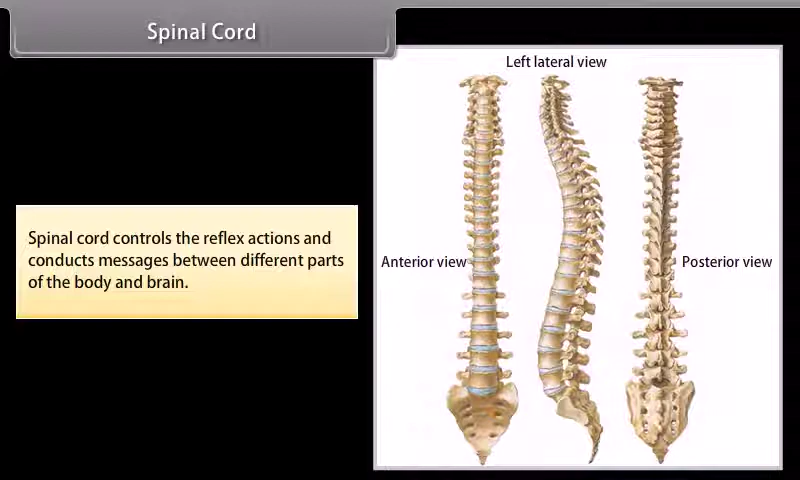 Spinal Cord
Left lateral view
Spinal cord controls the reflex actions and
conducts messages between different parts
of the body and brain.
Anterior view
Posterior view